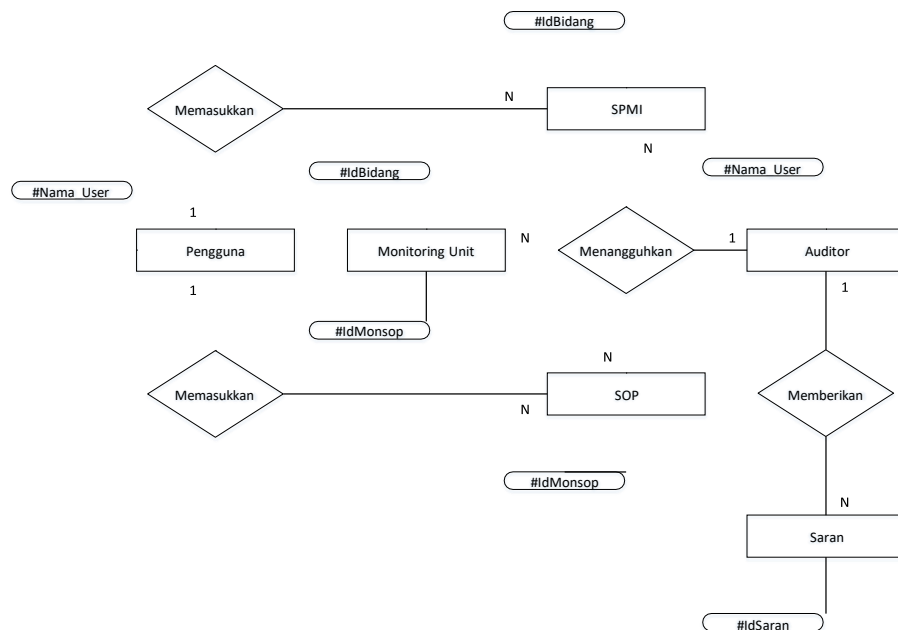 #IdBidang
Memasukkan
N
SPMI
N
#IdBidang
#Nama_User
#Nama_User
1
Pengguna
Monitoring Unit
N
Menangguhkan
1
Auditor
1
1
#IdMonsop
N
Memasukkan
N
SOP
Memberikan
#IdMonsop
N
Saran
#IdSaran